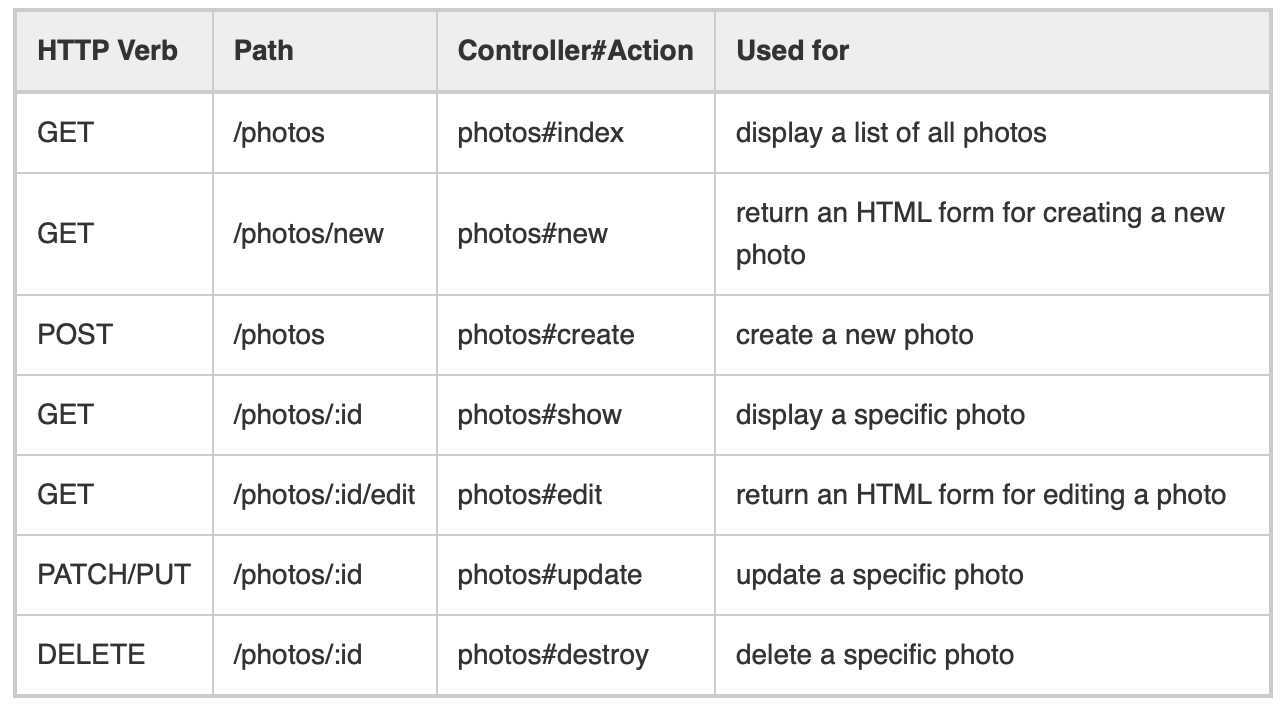 HTTP Verb Path Controller#Action Used for
GET /photos photos#index display a list of all photos
GET /photos/new photos#new return an HTML form for creating a new
photo
POST /photos photos#create create a new photo
GET /photos/:id photos#show display a specific photo
GET /photos/:id/edit photos#edit return an HTML form for editing a photo
PATCH/PUT /photos/:id photos#update update a specific photo
DELETE /photos/:id photos#destroy delete a specific photo